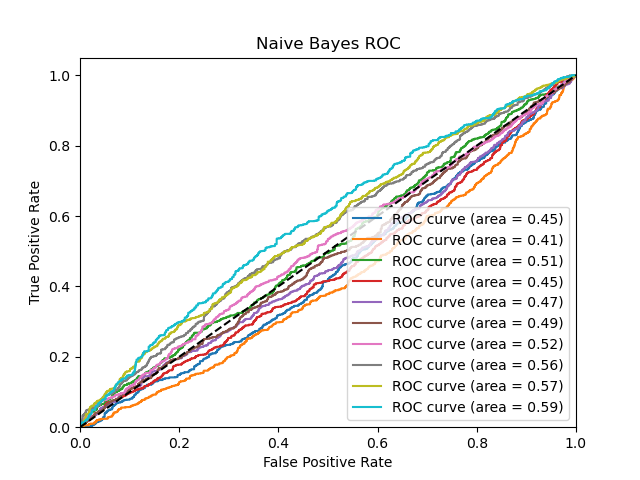 Naive Bayes ROC
True Positive Rate
1.0
0.8
0.6
0.4
0.2
0.0
ROC curve (area = 0.45)
ROC curve (area = 0.41)
ROC curve (area = 0.51)
ROC curve (area = 0.45)
ROC curve (area = 0.47)
ROC curve (area = 0.49)
ROC curve (area = 0.52)
ROC curve (area = 0.56)
ROC curve (area = 0.57)
ROC curve (area = 0.59)
0.0 0.2 0.4 0.6 0.8 1.0
False Positive Rate